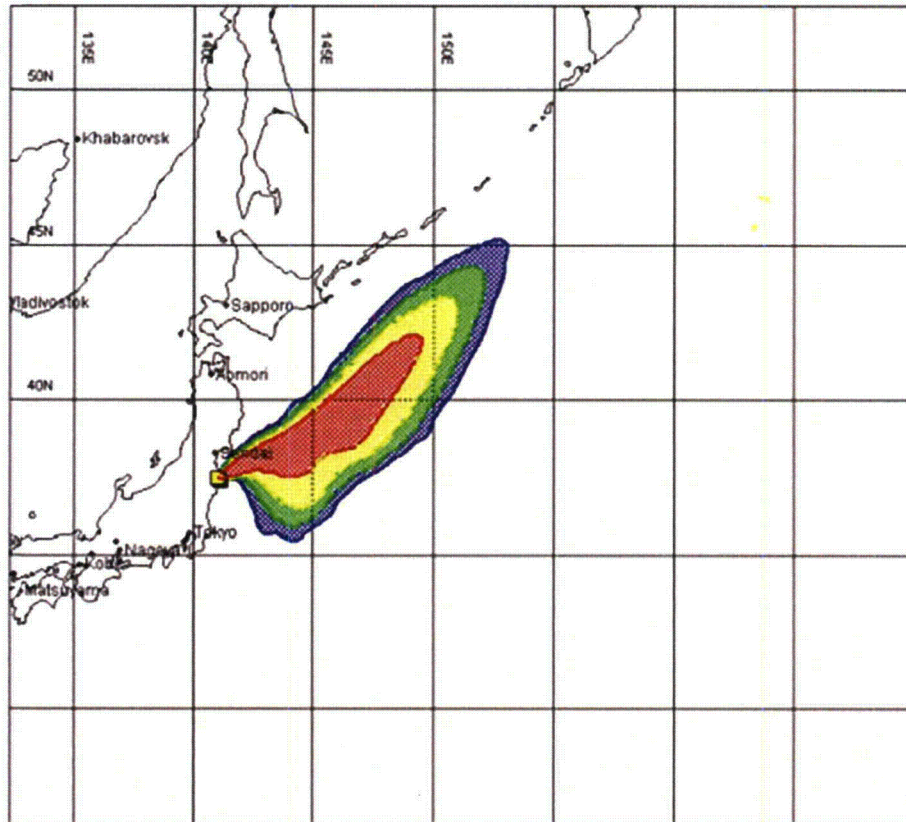 135E
140E
145E
150E
50N
Khabarovsk
45N
Vladivostok
Sapporo
Aomori
40N
Sendai
Tokyo
Nagoya
Kobe
Matsuyama